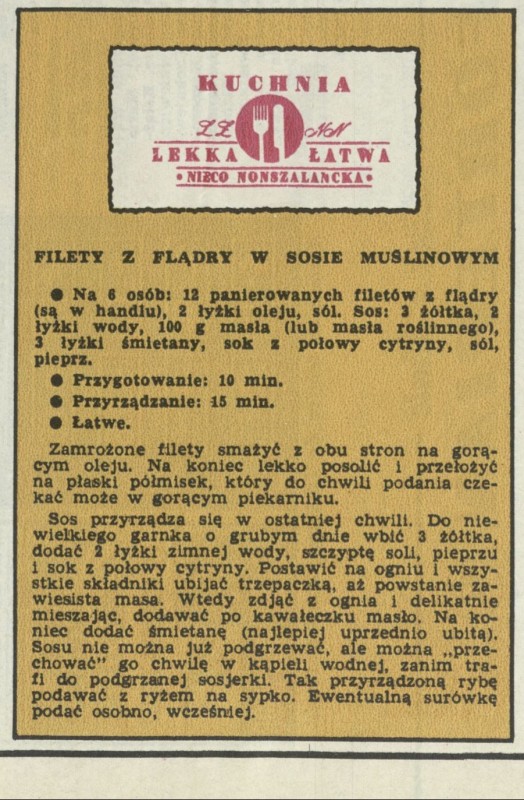 KUCHNIA
LL NN
LEKKA ŁATWA
• NIECO NONSZALANCKA •
FILETY Z FLĄDRY W SOSIE MUŚLINOWYM
● Na 6 osób: 12 panierowanych filetów z flądry
(są w handlu), 2 łyżki oleju, sól. Sos: 3 żółtka, 2
łyżki wody, 100 g masła (lub masła roślinnego),
3 łyżki śmietany, sok z połowy cytryny, sól,
pieprz.
● Przygotowanie: 10 min.
● Przyrządzanie: 15 min.
● Łatwe.
Zamrożone filety smażyć z obu stron na gorą-
cym oleju. Na koniec lekko posolić i przełożyć
na płaski półmisek, który do chwili podania cze-
kać może w gorącym piekarniku.
Sos przyrządza się w ostatniej chwili. Do nie-
wielkiego garnka o grubym dnie wbić 3 żółtka,
dodać 2 łyżki zimnej wody, szczyptę soli, pieprzu
i sok z połowy cytryny. Postawić na ogniu i wszy-
stkie składniki ubijać trzepaczką, aż powstanie za-
wiesista masa. Wtedy zdjąć z ognia i delikatnie
mieszając, dodawać po kawałeczku masło. Na ko-
niec dodać śmietanę (najlepiej uprzednio ubitą).
Sosu nie można już podgrzewać, ale można „prze-
chować" go chwilę w kąpieli wodnej, zanim tra-
fi do podgrzanej sosjerki. Tak przyrządzoną rybę
podawać z ryżem na sypko. Ewentualną surówkę
podać osobno, wcześniej.